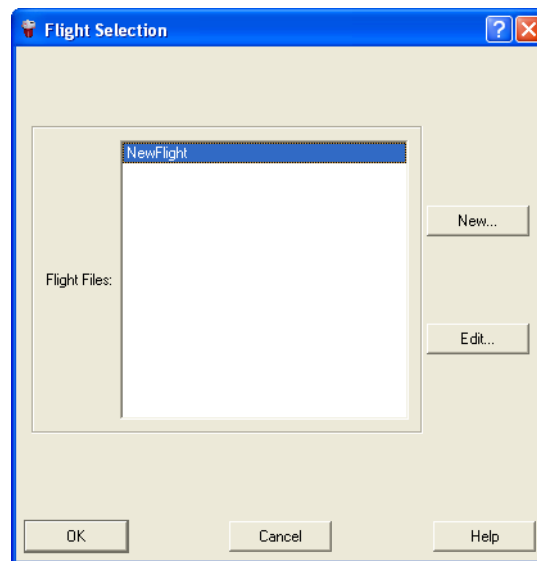 Flight Selection
NewFlight
New...
Flight Files:
Edit...
OK
Cancel
Help